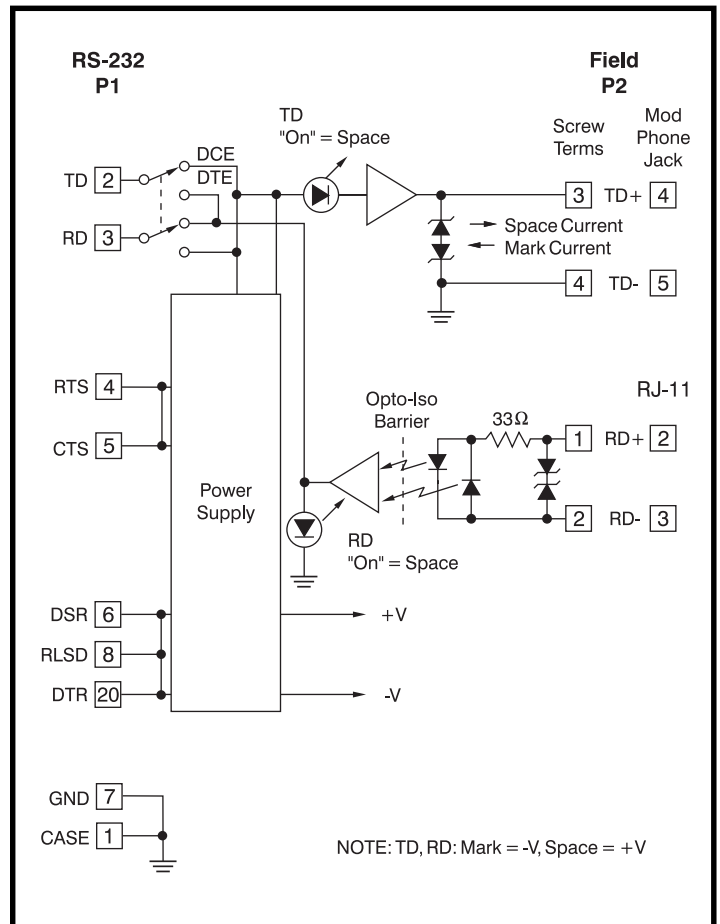 RS-232
P1
Field
P2
TD
"On" = Space
Screw
Terms
Mod
Phone
Jack
DCE
DTE
TD 2
RD 3
3 TD+ 4
Space Current
Mark Current
4 TD- 5
RTS 4
CTS 5
Opto-Iso
Barrier
33Ω
RJ-11
1 RD+ 2
2 RD- 3
Power
Supply
RD
"On" = Space
DSR 6
RLSD 8
DTR 20
+V
-V
GND 7
CASE 1
NOTE: TD, RD: Mark = -V, Space = +V